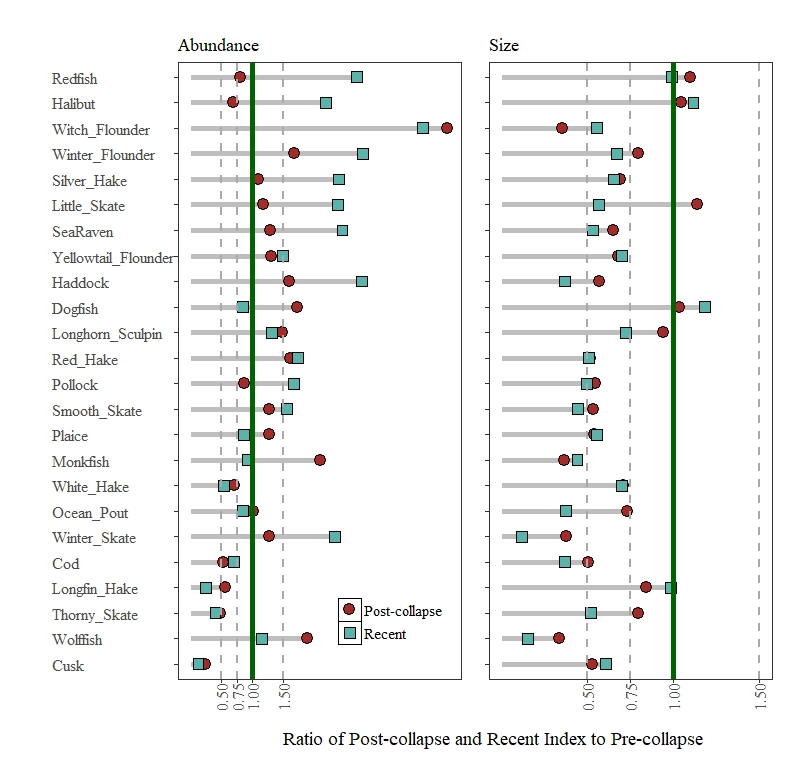 Abundance
Size
Redfish
Halibut
Witch_Flounder
Winter_Flounder
Silver_Hake
Little_Skate
SeaRaven
Yellowtail_Flounder
Haddock
Dogfish
Longhorn_Sculpin
Red_Hake
Pollock
Smooth_Skate
Plaice
Monkfish
White_Hake
Ocean_Pout
Winter_Skate
Cod
Longfin_Hake
Thorny_Skate
Wolffish
Cusk
Post-collapse
Recent
0.50
0.75
1.00
1.50
0.50
0.75
1.00
1.50
Ratio of Post-collapse and Recent Index to Pre-collapse